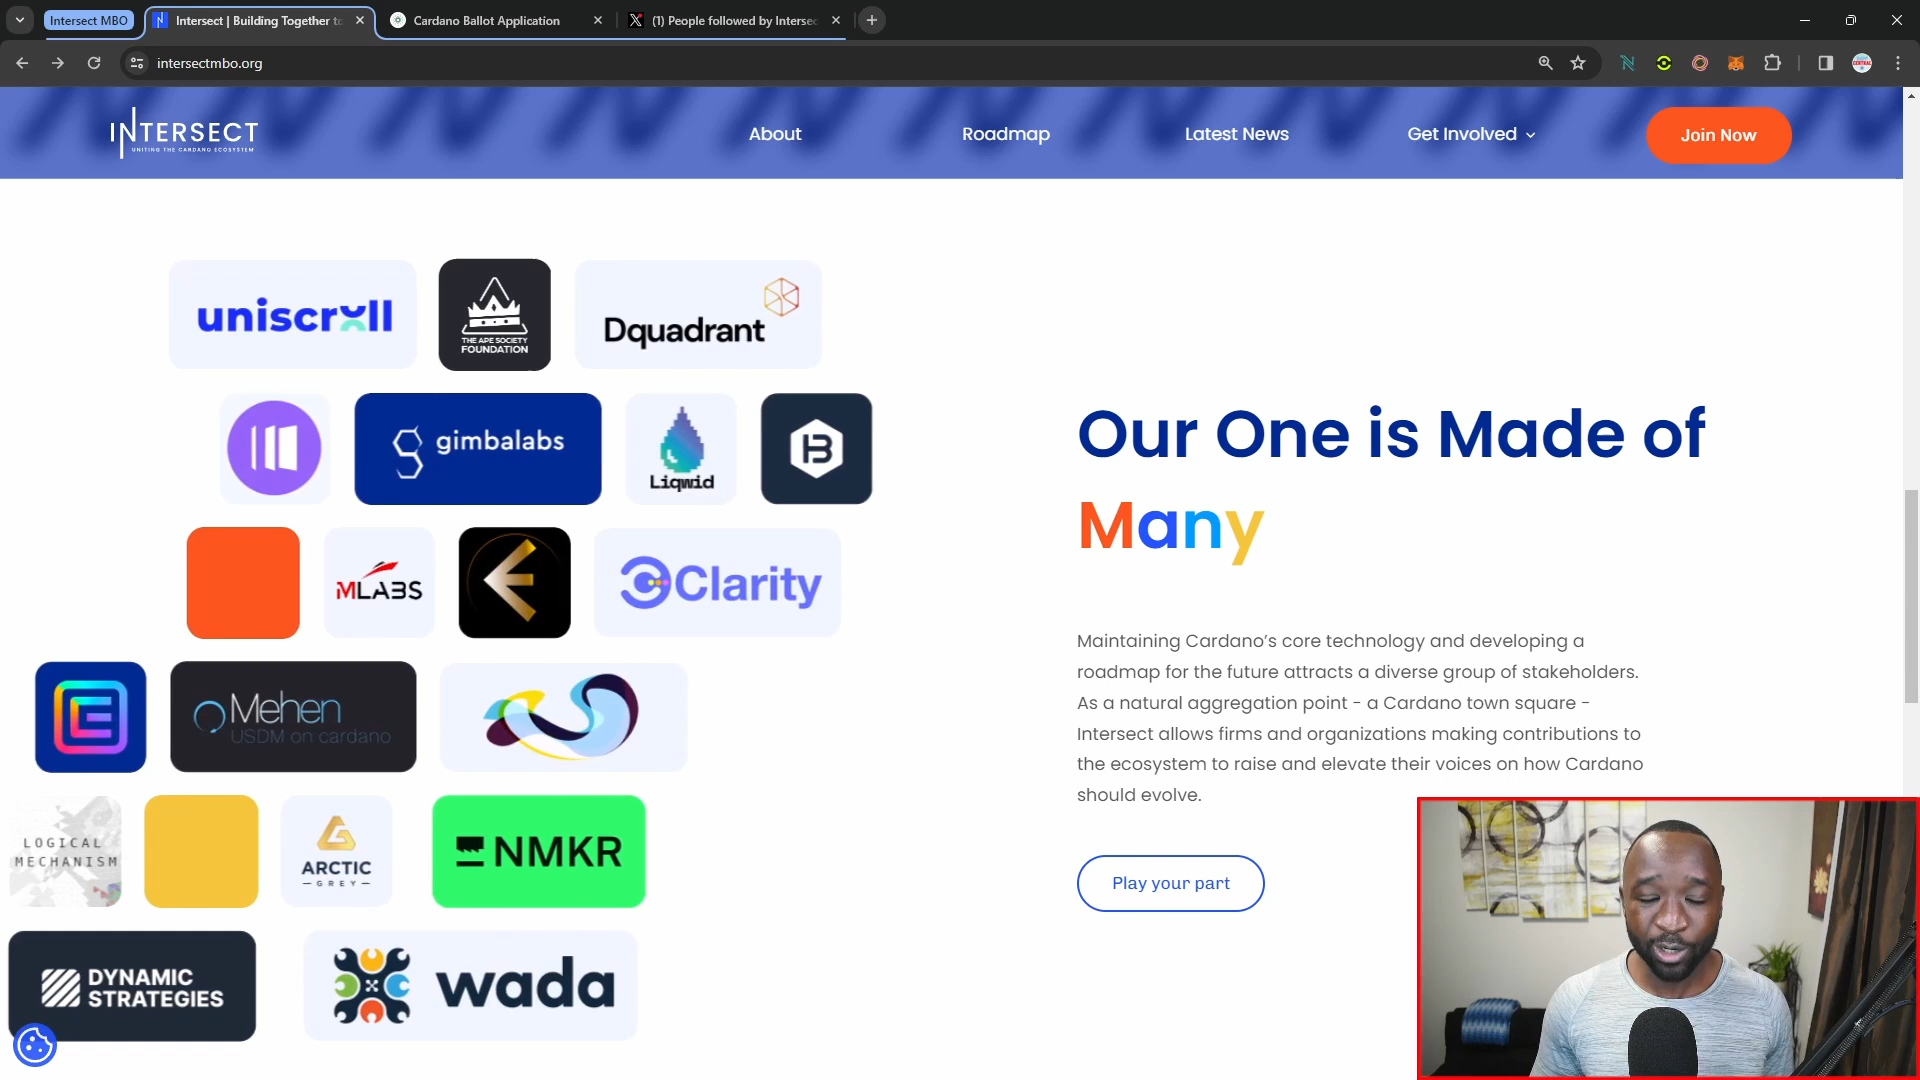 Intersect MBO
Intersect | Building Together to
Cardano Ballot Application
(1) People followed by Intersec
intersectmbo.org
INTERSECT
UNITING THE CARDANO ECOSYSTEM
About
Roadmap
Latest News
Get Involved
Join Now
uniscroll
THE APE SOCIETY
FOUNDATION
Dquadrant
gimbalabs
Liqwid
MLABS
Clarity
Mehen
USDM on cardano
LOGICAL
MECHANISM
ARCTIC
GREY
NMKR
DYNAMIC
STRATEGIES
wada
Our One is Made of
Many
Maintaining Cardano’s core technology and developing a
roadmap for the future attracts a diverse group of stakeholders.
As a natural aggregation point - a Cardano town square -
Intersect allows firms and organizations making contributions to
the ecosystem to raise and elevate their voices on how Cardano
should evolve.
Play your part